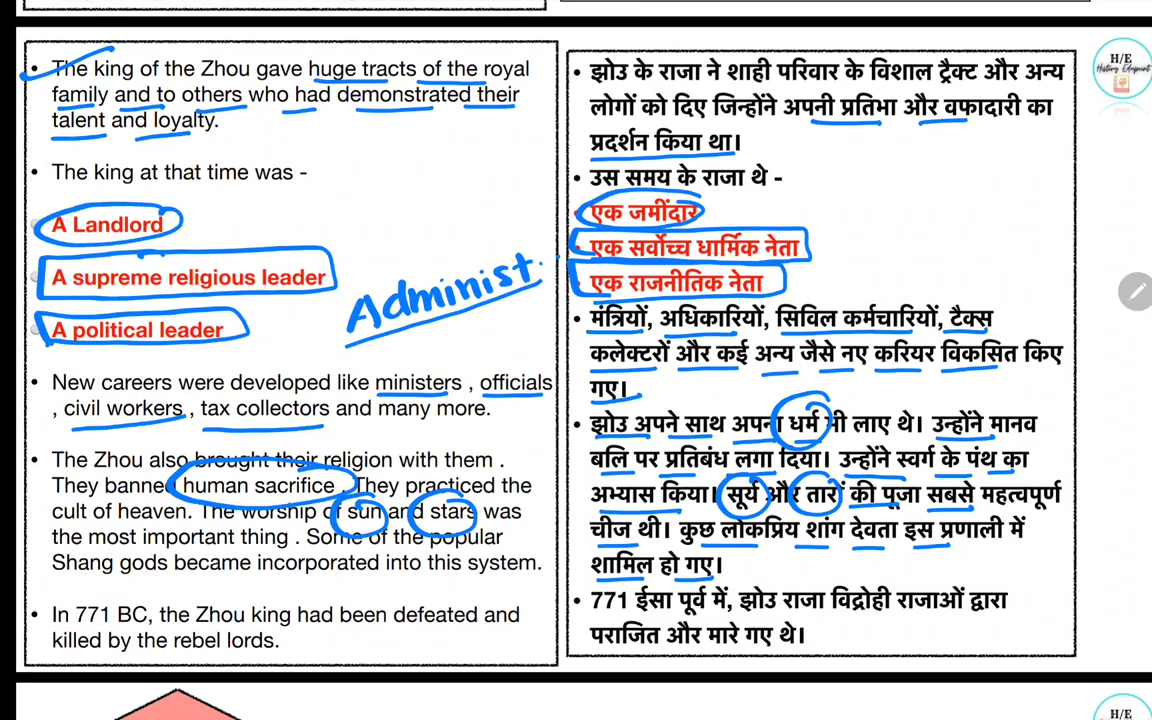 The king of the Zhou gave huge tracts of the royal
family and to others who had demonstrated their
talent and loyalty.
The king at that time was -
A Landlord
A supreme religious leader
A political leader
Administ.
New careers were developed like ministers , officials
, civil workers , tax collectors and many more.
The Zhou also brought their religion with them .
They banned human sacrifice . They practiced the
cult of heaven. The worship of sun and stars was
the most important thing . Some of the popular
Shang gods became incorporated into this system.
In 771 BC, the Zhou king had been defeated and
killed by the rebel lords.
झोउ के राजा ने शाही परिवार के विशाल ट्रैक्ट और अन्य
लोगों को दिए जिन्होंने अपनी प्रतिभा और वफादारी का
प्रदर्शन किया था।
उस समय के राजा थे -
एक जमींदार
एक सर्वोच्च धार्मिक नेता
एक राजनीतिक नेता
मंत्रियों, अधिकारियों, सिविल कर्मचारियों, टैक्स
कलेक्टरों और कई अन्य जैसे नए करियर विकसित किए
गए।
झोउ अपने साथ अपना धर्म भी लाए थे। उन्होंने मानव
बलि पर प्रतिबंध लगा दिया। उन्होंने स्वर्ग के पंथ का
अभ्यास किया। सूर्य और तारों की पूजा सबसे महत्वपूर्ण
चीज थी। कुछ लोकप्रिय शांग देवता इस प्रणाली में
शामिल हो गए।
771 ईसा पूर्व में, झोउ राजा विद्रोही राजाओं द्वारा
पराजित और मारे गए थे।
H/E
History Eloquent
H/E